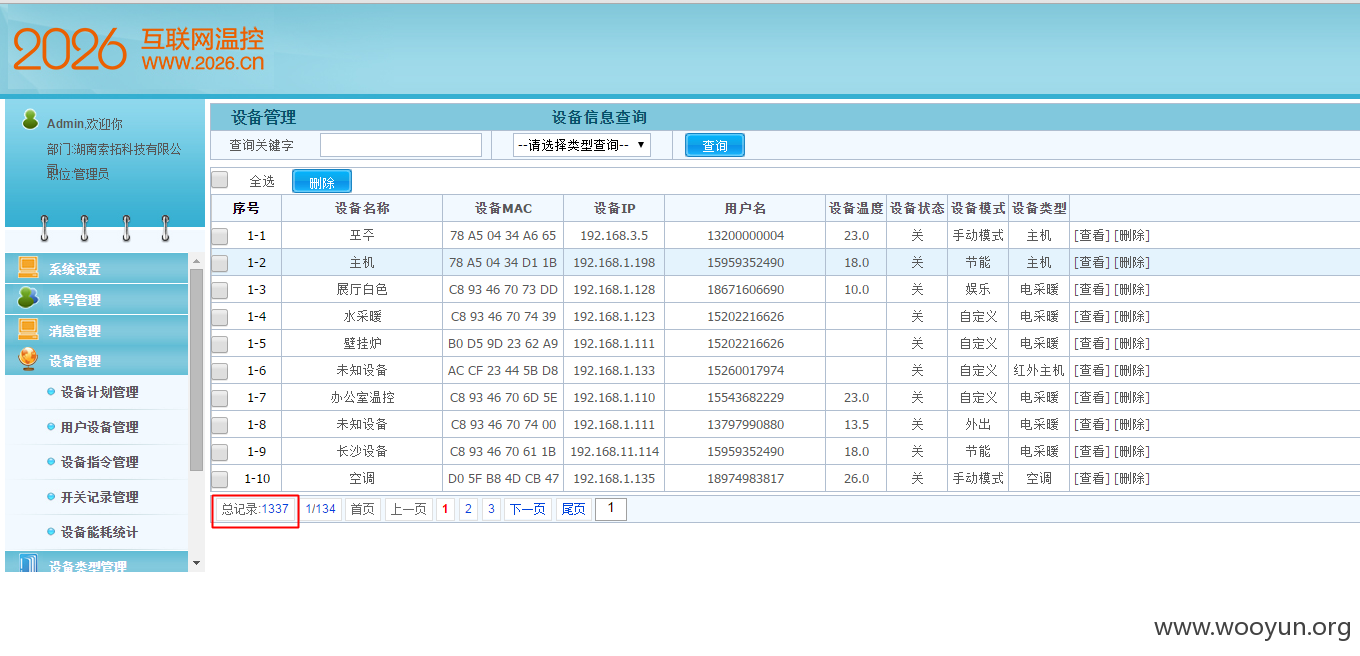 2026 互联网温控
www.2026.cn
Admin,欢迎你
部门:湖南索拓科技有限公司
职位:管理员
系统设置
账号管理
消息管理
设备管理
设备计划管理
用户设备管理
设备指令管理
开关记录管理
设备能耗统计
设备类型管理
设备管理 设备信息查询
查询关键字 --请选择类型查询-- 查询
全选 删除
序号 设备名称 设备MAC 设备IP 用户名 设备温度 设备状态 设备模式 设备类型
1-1 포주 78 A5 04 34 A6 65 192.168.3.5 13200000004 23.0 关 手动模式 主机 [查看] [删除]
1-2 主机 78 A5 04 34 D1 1B 192.168.1.198 15959352490 18.0 关 节能 主机 [查看] [删除]
1-3 展厅白色 C8 93 46 70 73 DD 192.168.1.128 18671606690 10.0 关 娱乐 电采暖 [查看] [删除]
1-4 水采暖 C8 93 46 70 74 39 192.168.1.123 15202216626 关 自定义 电采暖 [查看] [删除]
1-5 壁挂炉 B0 D5 9D 23 62 A9 192.168.1.111 15202216626 关 自定义 电采暖 [查看] [删除]
1-6 未知设备 AC CF 23 44 5B D8 192.168.1.133 15260017974 关 自定义 红外主机 [查看] [删除]
1-7 办公室温控 C8 93 46 70 6D 5E 192.168.1.110 15543682229 23.0 关 自定义 电采暖 [查看] [删除]
1-8 未知设备 C8 93 46 70 74 00 192.168.1.111 13797990880 13.5 关 外出 电采暖 [查看] [删除]
1-9 长沙设备 C8 93 46 70 61 1B 192.168.11.114 15959352490 18.0 关 节能 电采暖 [查看] [删除]
1-10 空调 D0 5F B8 4D CB 47 192.168.1.135 18974983817 26.0 关 手动模式 空调 [查看] [删除]
总记录:1337 1/134 首页 上一页 1 2 3 下一页 尾页 1
www.wooyun.org